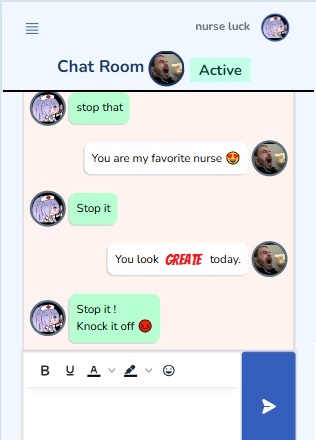 nurse luck
Chat Room Active
stop that
You are my favorite nurse 😍
Stop it
You look GREATE today.
Stop it !
Knock it off 😡
B U A